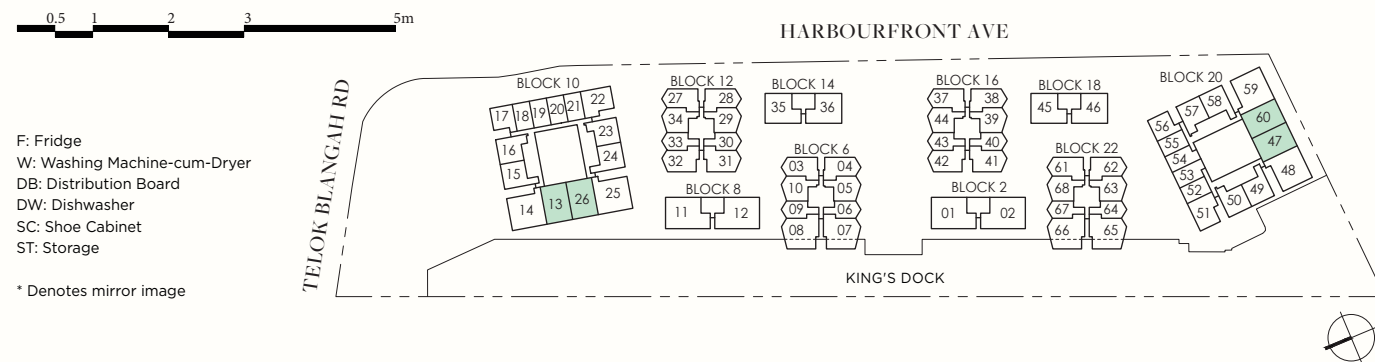 0.5 1 2 3 5m
HARBOURFRONT AVE
TELOK BLANGAH RD
F: Fridge
W: Washing Machine-cum-Dryer
DB: Distribution Board
DW: Dishwasher
SC: Shoe Cabinet
ST: Storage
* Denotes mirror image
BLOCK 10
17 18 19 20 21 22
16 23
15 24
14 13 26 25
BLOCK 12
27 28
34 29
33 30
32 31
BLOCK 14
35 36
BLOCK 8
11 12
BLOCK 6
03 04
10 05
09 06
08 07
BLOCK 16
37 38
44 39
43 40
42 41
BLOCK 18
45 46
BLOCK 2
01 02
BLOCK 22
61 62
68 63
67 64
66 65
BLOCK 20
59
58
57 60
56 47
55
54
53 48
52 49
51 50
KING'S DOCK